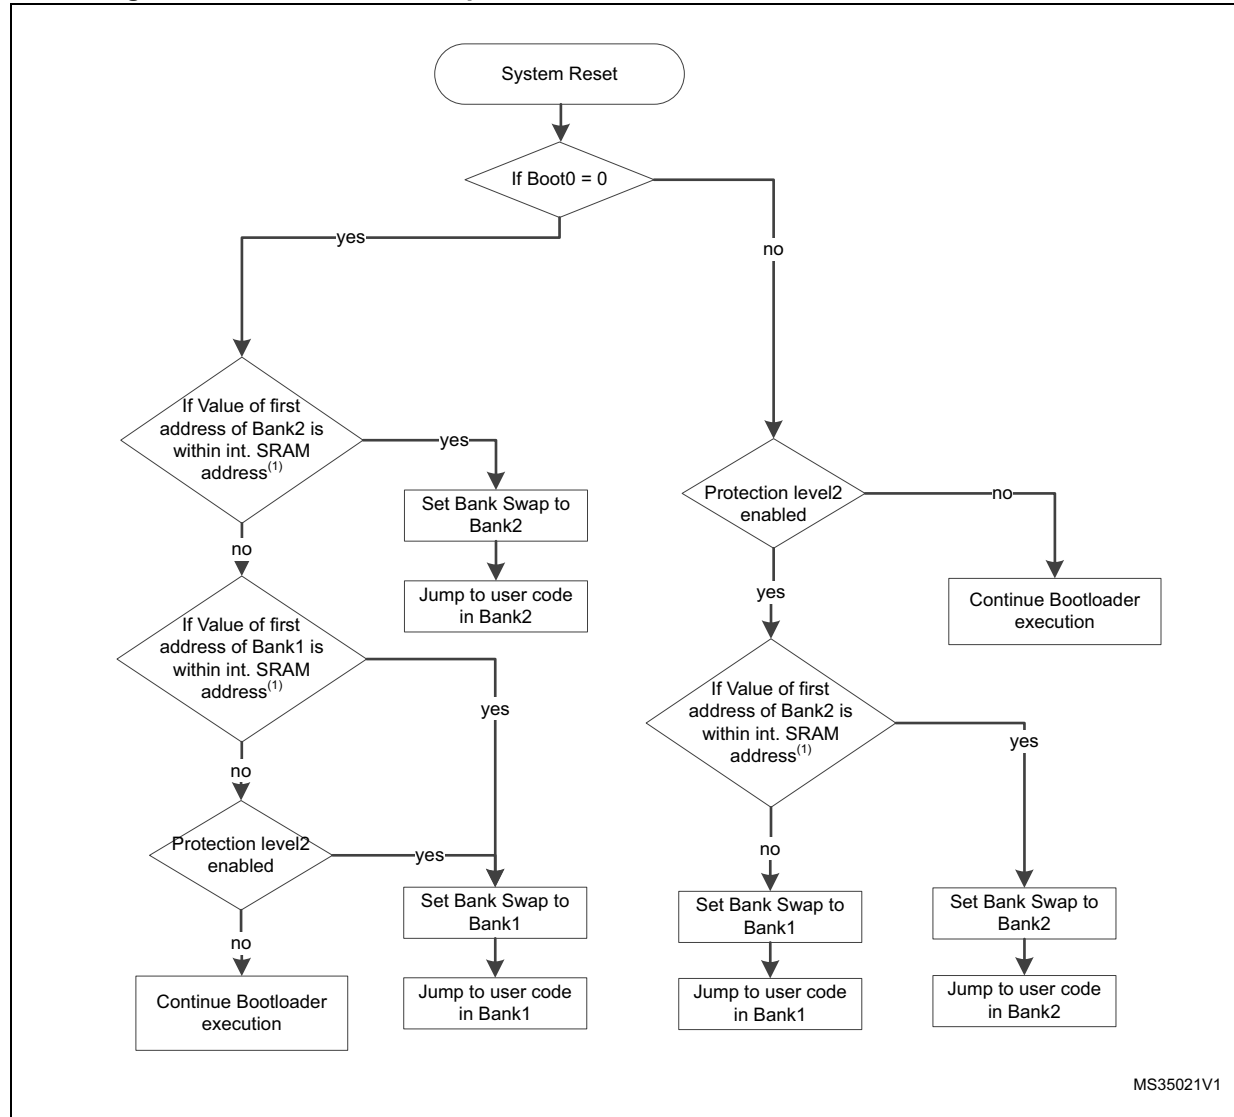 System Reset
If Boot0 = 0
yes
no
If Value of first
address of Bank2 is
within int. SRAM
address(1)
yes
Set Bank Swap to
Bank2
Protection level2
enabled
no
no
Jump to user code
in Bank2
yes
Continue Bootloader
execution
If Value of first
address of Bank1 is
within int. SRAM
address(1)
yes
If Value of first
address of Bank2 is
within int. SRAM
address(1)
yes
no
Protection level2
enabled
yes
no
Set Bank Swap to
Bank1
Set Bank Swap to
Bank1
Set Bank Swap to
Bank2
no
Continue Bootloader
execution
Jump to user code
in Bank1
Jump to user code
in Bank1
Jump to user code
in Bank2
MS35021V1